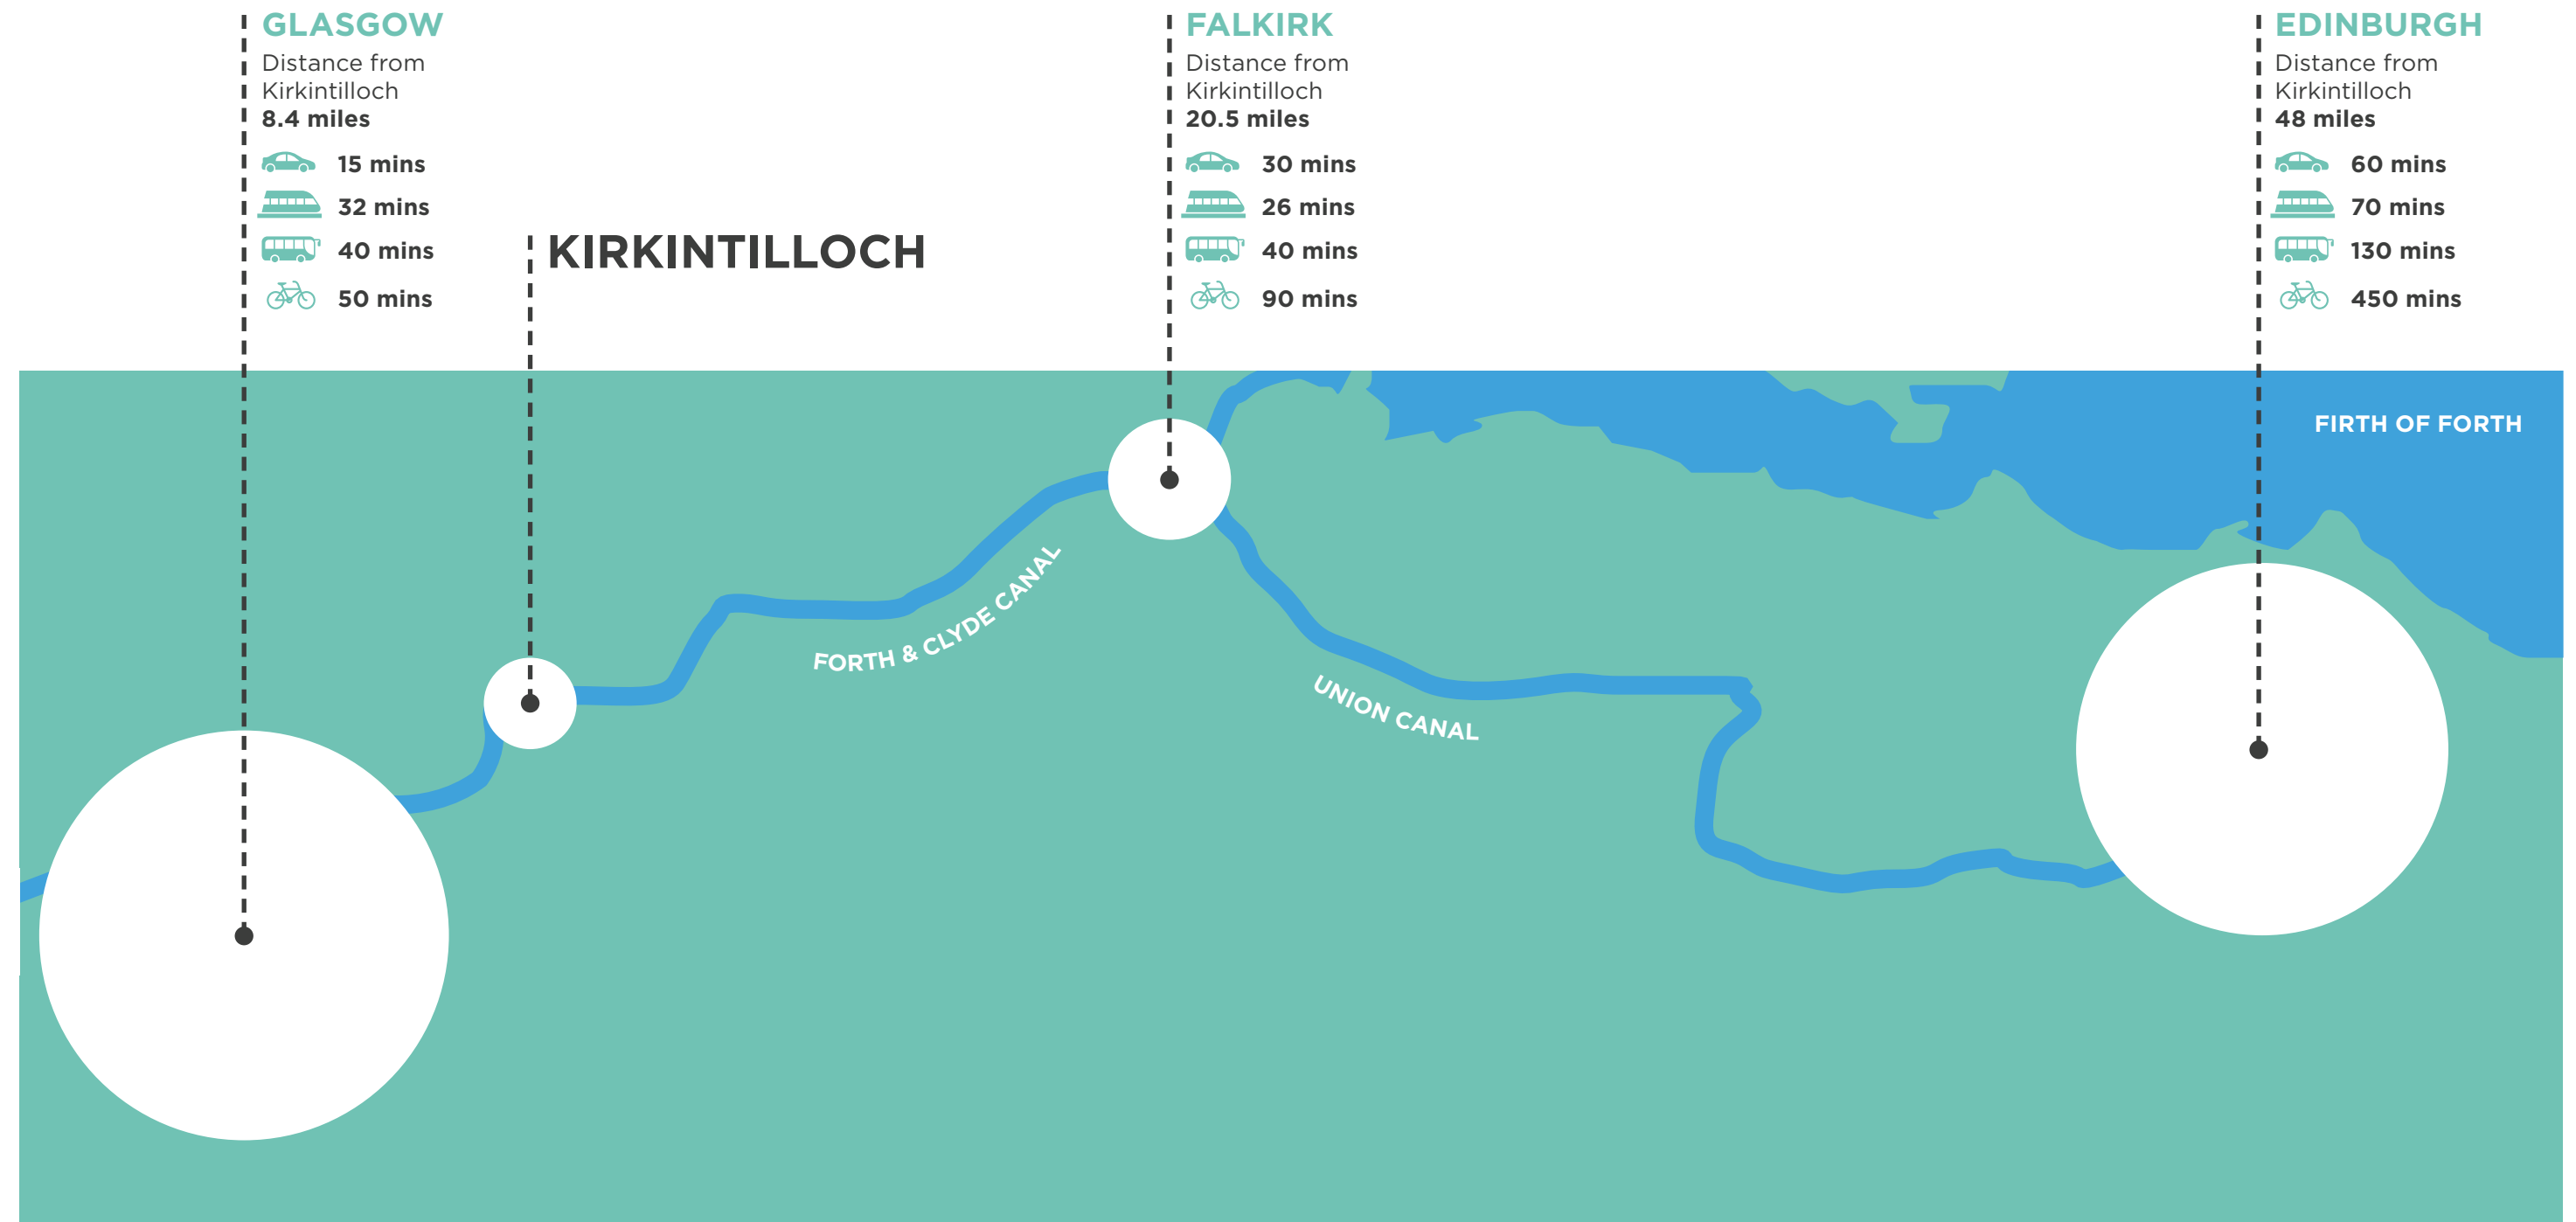 GLASGOW
Distance from
Kirkintilloch
8.4 miles
15 mins
32 mins
40 mins
50 mins
KIRKINTILLOCH
FALKIRK
Distance from
Kirkintilloch
20.5 miles
30 mins
26 mins
40 mins
90 mins
EDINBURGH
Distance from
Kirkintilloch
48 miles
60 mins
70 mins
130 mins
450 mins
FIRTH OF FORTH
FORTH & CLYDE CANAL
UNION CANAL